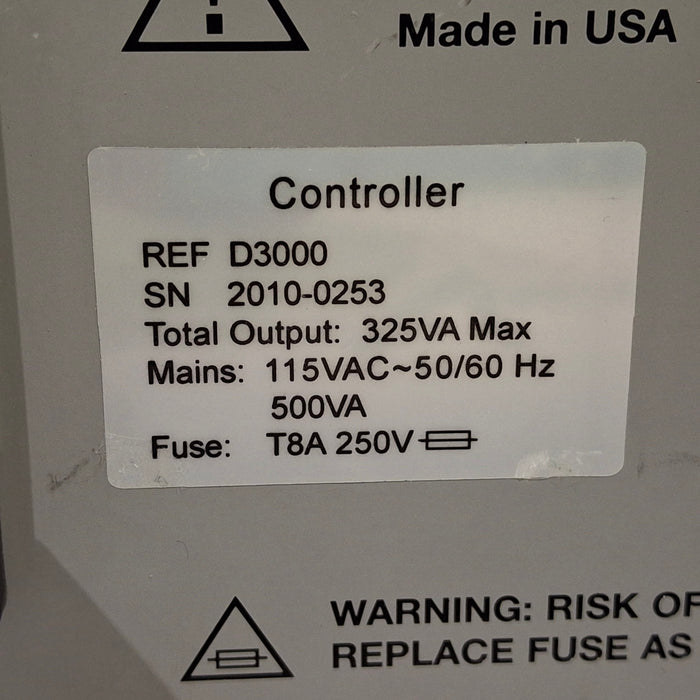 Made in USA
Controller
REF D3000
SN 2010-0253
Total Output: 325VA Max
Mains: 115VAC~50/60 Hz
500VA
Fuse: T8A 250V
WARNING: RISK OF
REPLACE FUSE AS